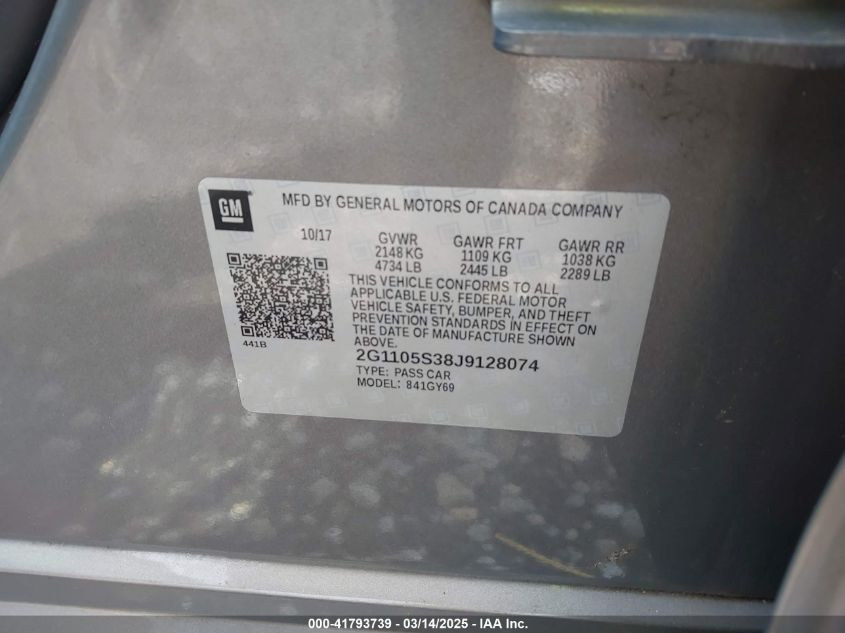 GM
MFD BY GENERAL MOTORS OF CANADA COMPANY
10/17 GVWR GAWR FRT GAWR RR
2148 KG 1109 KG 1038 KG
4734 LB 2445 LB 2289 LB
THIS VEHICLE CONFORMS TO ALL
APPLICABLE U.S. FEDERAL MOTOR
VEHICLE SAFETY, BUMPER, AND THEFT
PREVENTION STANDARDS IN EFFECT ON
THE DATE OF MANUFACTURE SHOWN
ABOVE.
441B
2G1105S38J9128074
TYPE: PASS CAR
MODEL: 841GY69
000-41793739 - 03/14/2025 - IAA Inc.